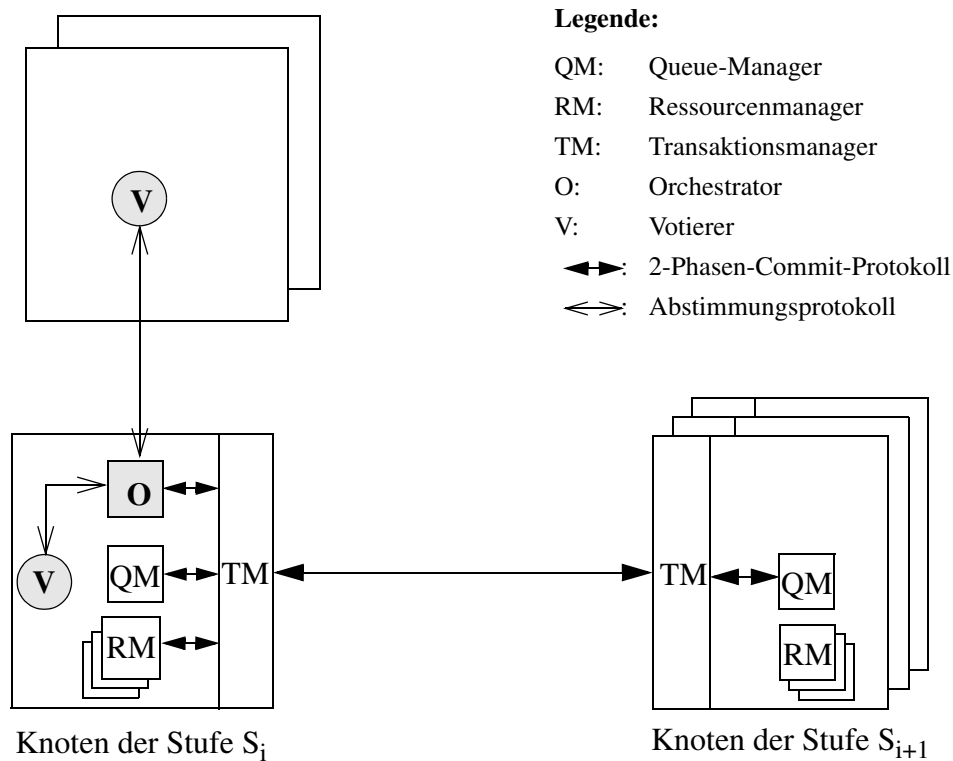 Legende:
QM: Queue-Manager
RM: Ressourcenmanager
TM: Transaktionsmanager
O: Orchestrator
V: Votierer
: 2-Phasen-Commit-Protokoll
: Abstimmungsprotokoll
V
O
V
QM
TM
RM
Knoten der Stufe Si
TM
QM
RM
Knoten der Stufe Si+1